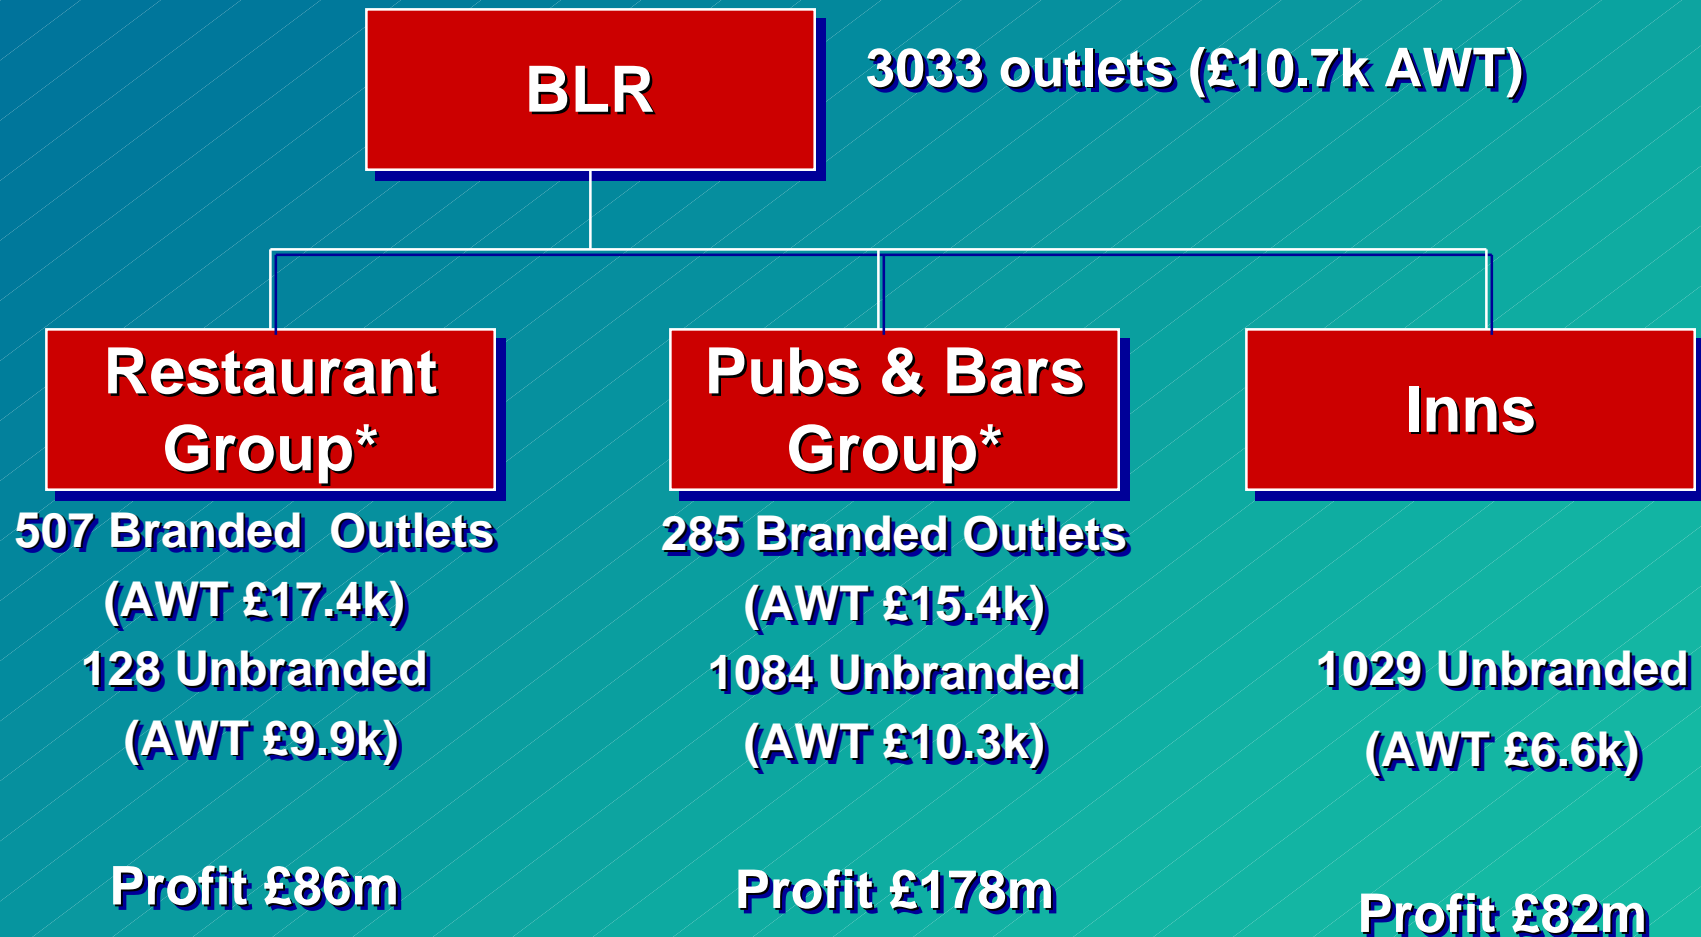 BLR
3033 outlets (£10.7k AWT)
Restaurant
Group*
507 Branded Outlets
(AWT £17.4k)
128 Unbranded
(AWT £9.9k)
Profit £86m
Pubs & Bars
Group*
285 Branded Outlets
(AWT £15.4k)
1084 Unbranded
(AWT £10.3k)
Profit £178m
Inns
1029 Unbranded
(AWT £6.6k)
Profit £82m